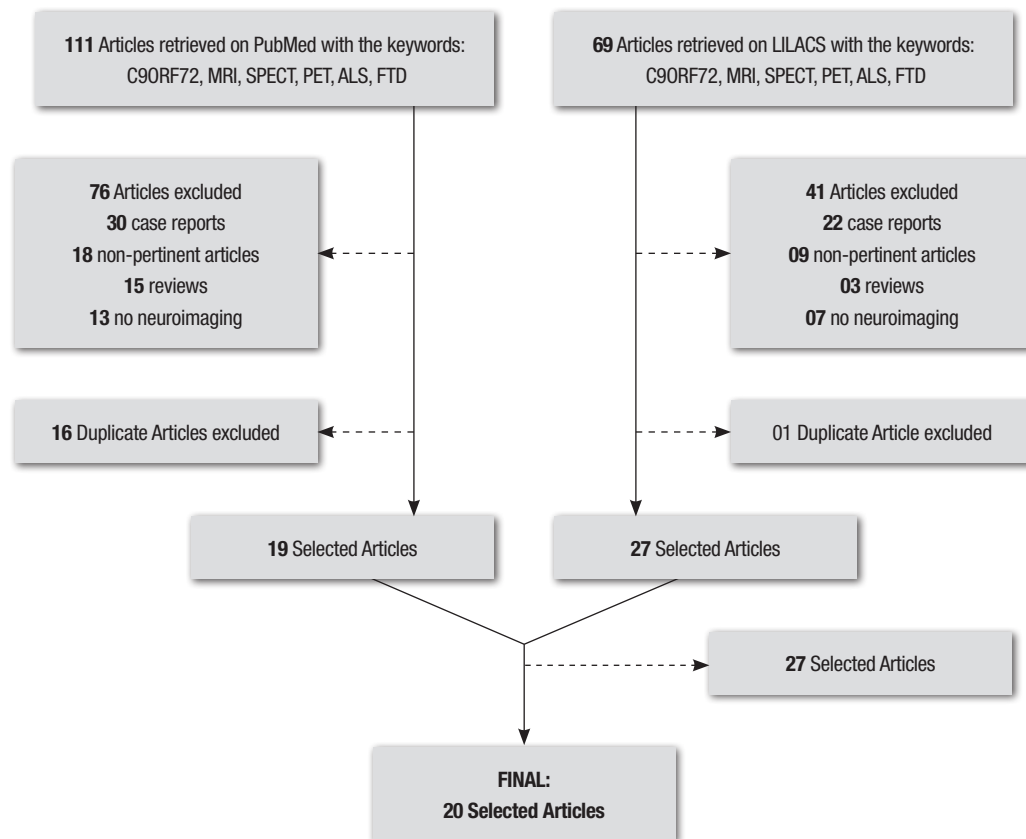 111 Articles retrieved on PubMed with the keywords:
C9ORF72, MRI, SPECT, PET, ALS, FTD
69 Articles retrieved on LILACS with the keywords:
C9ORF72, MRI, SPECT, PET, ALS, FTD
76 Articles excluded
30 case reports
18 non-pertinent articles
15 reviews
13 no neuroimaging
41 Articles excluded
22 case reports
09 non-pertinent articles
03 reviews
07 no neuroimaging
16 Duplicate Articles excluded
01 Duplicate Article excluded
19 Selected Articles
27 Selected Articles
27 Selected Articles
FINAL:
20 Selected Articles